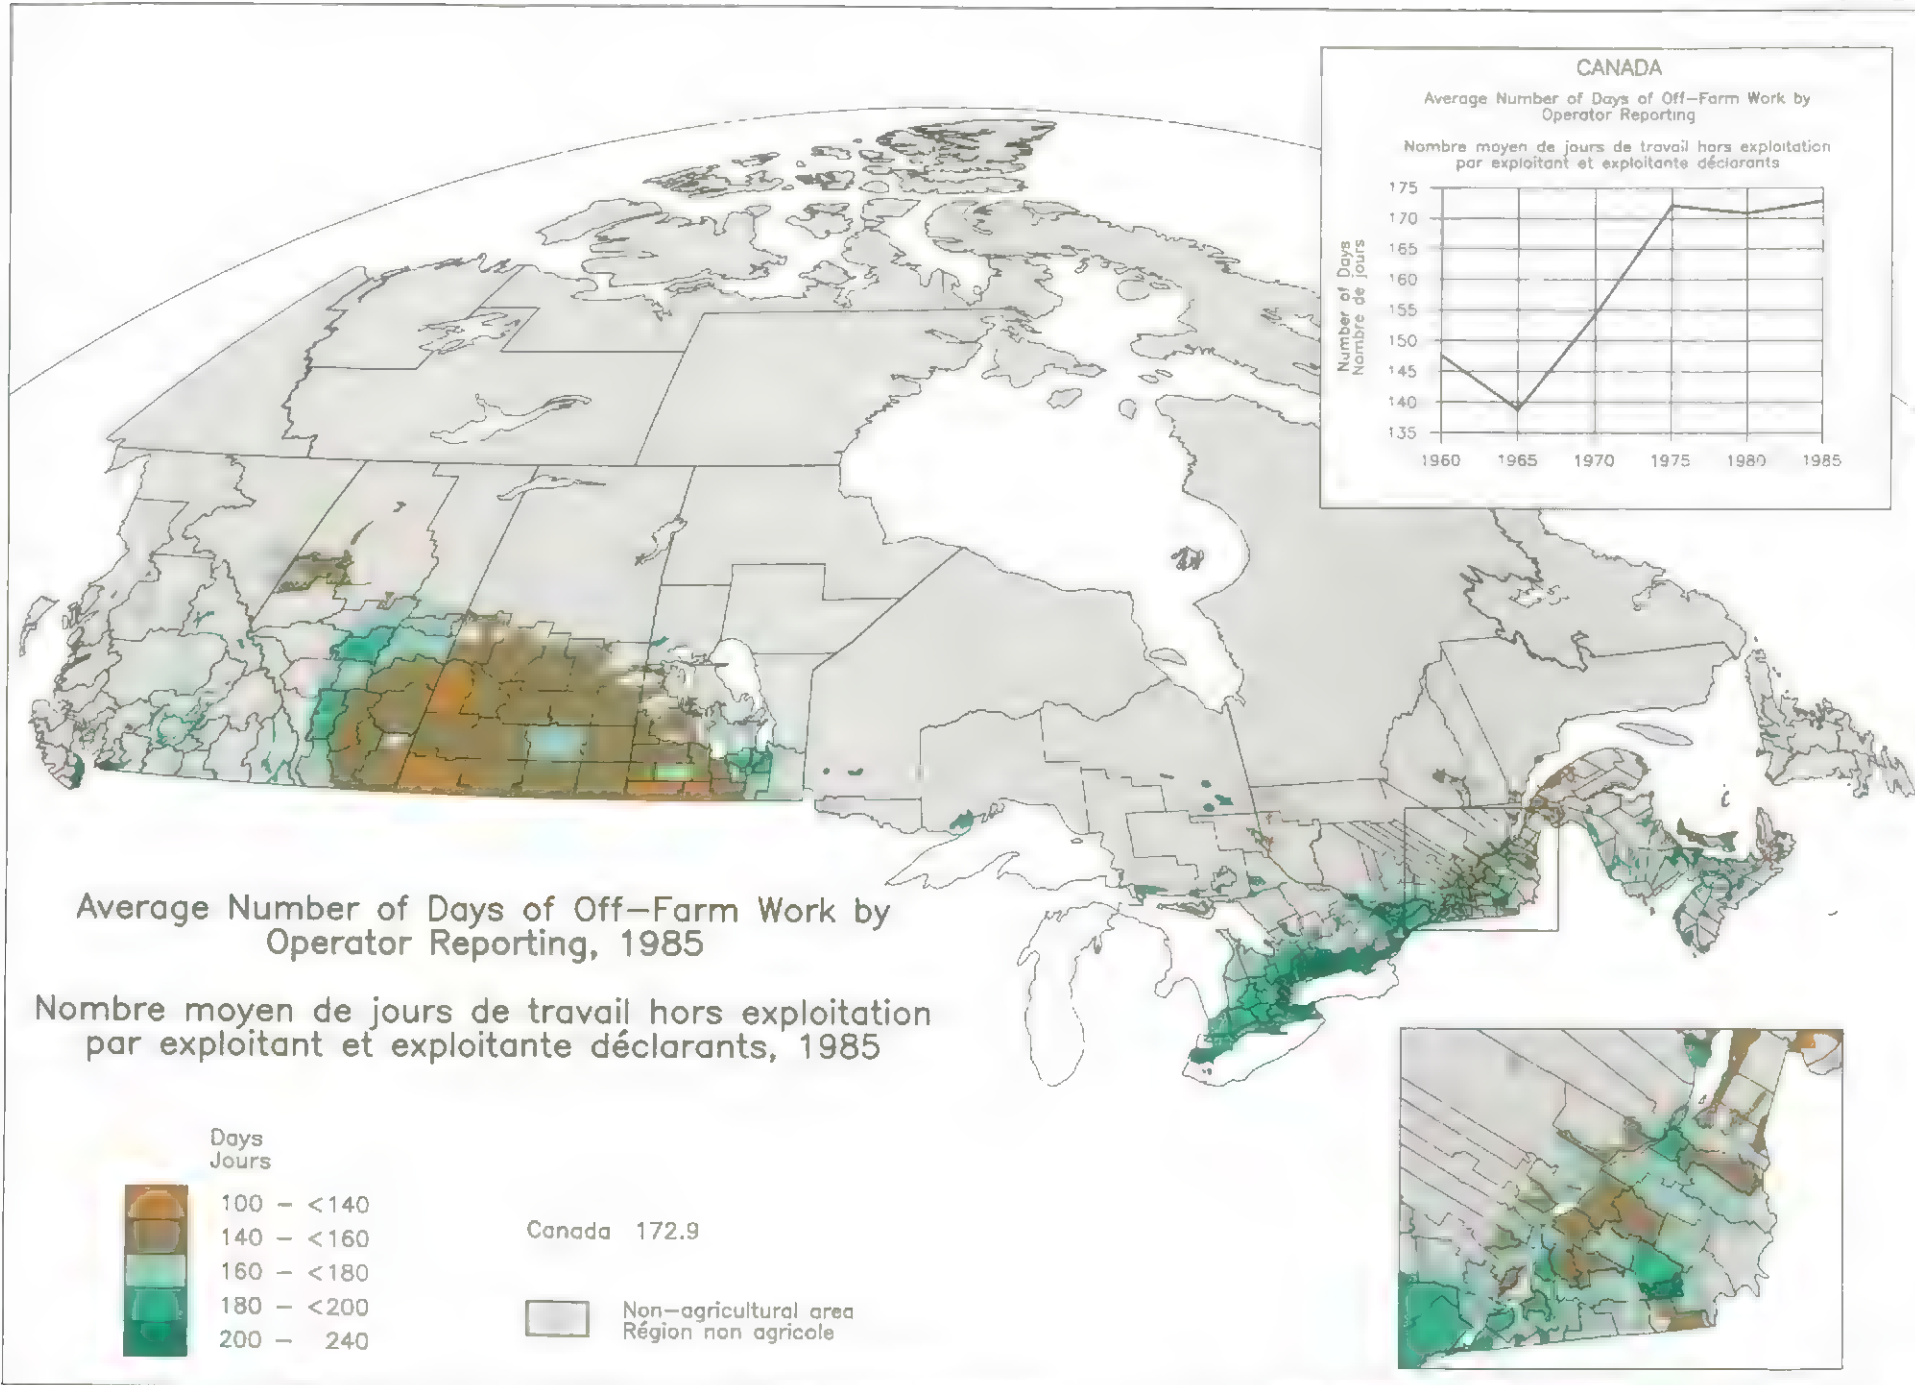 CANADA
Average Number of Days of Off-Farm Work by
Operator Reporting
Nombre moyen de jours de travail hors exploitation
par exploitant et exploitante déclarants
Number of Days
Nombre de jours
175
170
165
160
155
150
145
140
135
1960 1965 1970 1975 1980 1985
Average Number of Days of Off-Farm Work by
Operator Reporting, 1985
Nombre moyen de jours de travail hors exploitation
par exploitant et exploitante déclarants, 1985
Days
Jours
100 - <140
140 - <160
160 - <180
180 - <200
200 - 240
Canada 172.9
Non-agricultural area
Région non agricole